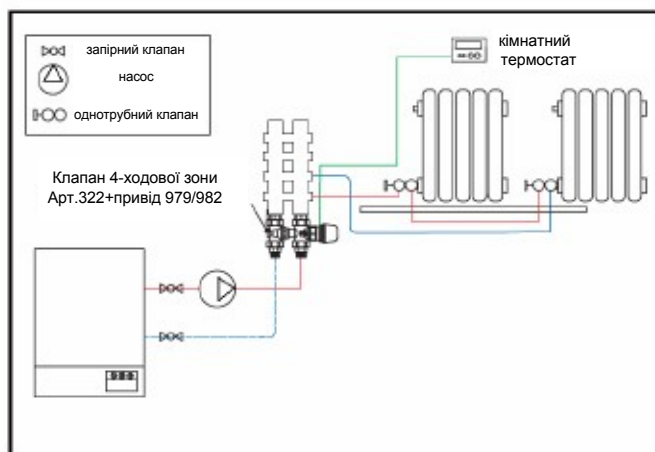 запірний клапан
насос
однотрубний клапан
кімнатний
термостат
Клапан 4-ходової зони
Арт.322+привід 979/982